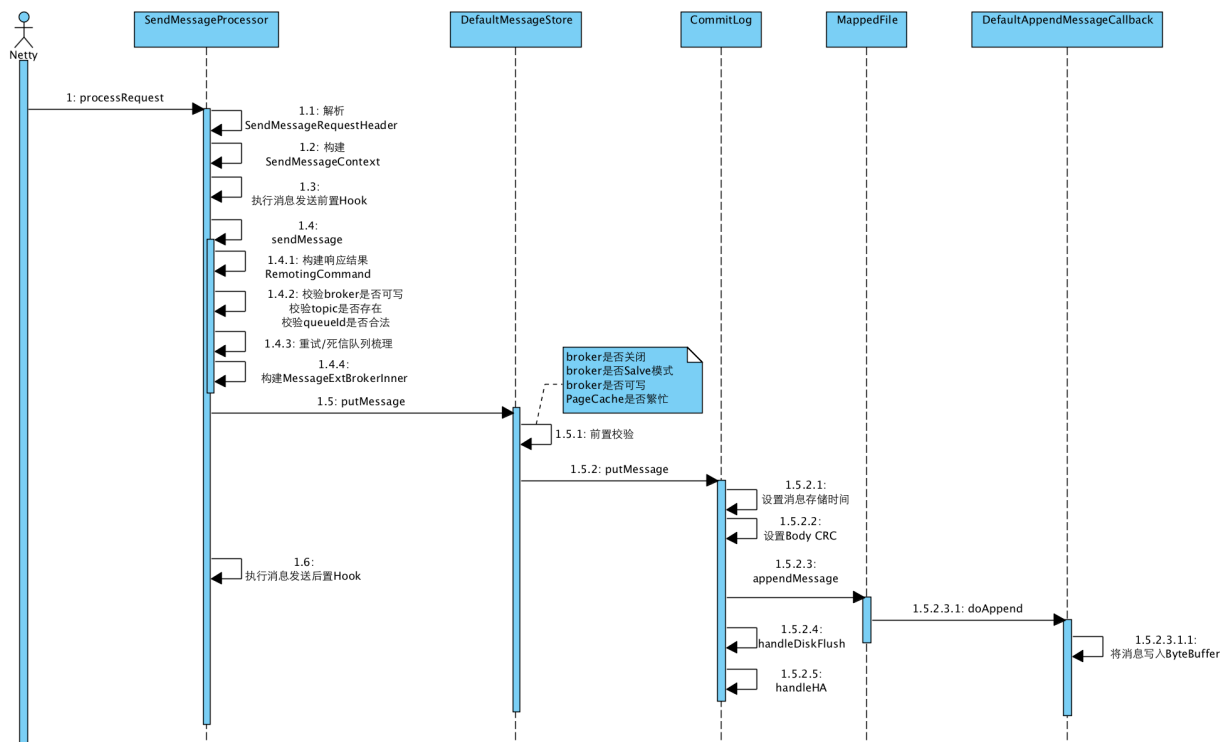 SendMessageProcessor
DefaultMessageStore
CommitLog
MappedFile
DefaultAppendMessageCallback
Netty
1: processRequest
1.1: 解析
SendMessageRequestHeader
1.2: 构建
SendMessageContext
1.3:
执行消息发送前置Hook
1.4:
sendMessage
1.4.1: 构建响应结果
RemotingCommand
1.4.2: 校验broker是否可写
校验topic是否存在
校验queueId是否合法
1.4.3: 重试/死信队列梳理
1.4.4:
构建MessageExtBrokerInner
broker是否关闭
broker是否Salve模式
broker是否可写
PageCache是否繁忙
1.5: putMessage
1.5.1: 前置校验
1.5.2: putMessage
1.5.2.1:
设置消息存储时间
1.5.2.2:
设置Body CRC
1.6:
执行消息发送后置Hook
1.5.2.3:
appendMessage
1.5.2.3.1: doAppend
1.5.2.4:
handleDiskFlush
1.5.2.3.1.1:
将消息写入ByteBuffer
1.5.2.5:
handleHA